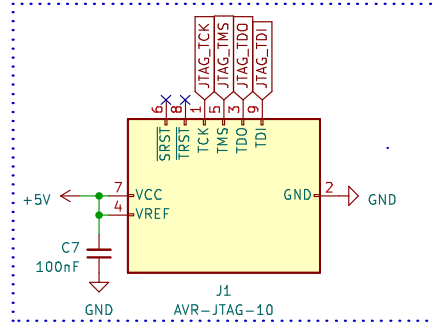 JTAG_TCK
JTAG_TMS
JTAG_TDO
JTAG_TDI
6 8 1 5 3 9
SRST TRST TCK TMS TDO TDI
+5V 7 VCC GND 2 GND
4 VREF
C7
100nF
GND
J1
AVR-JTAG-10